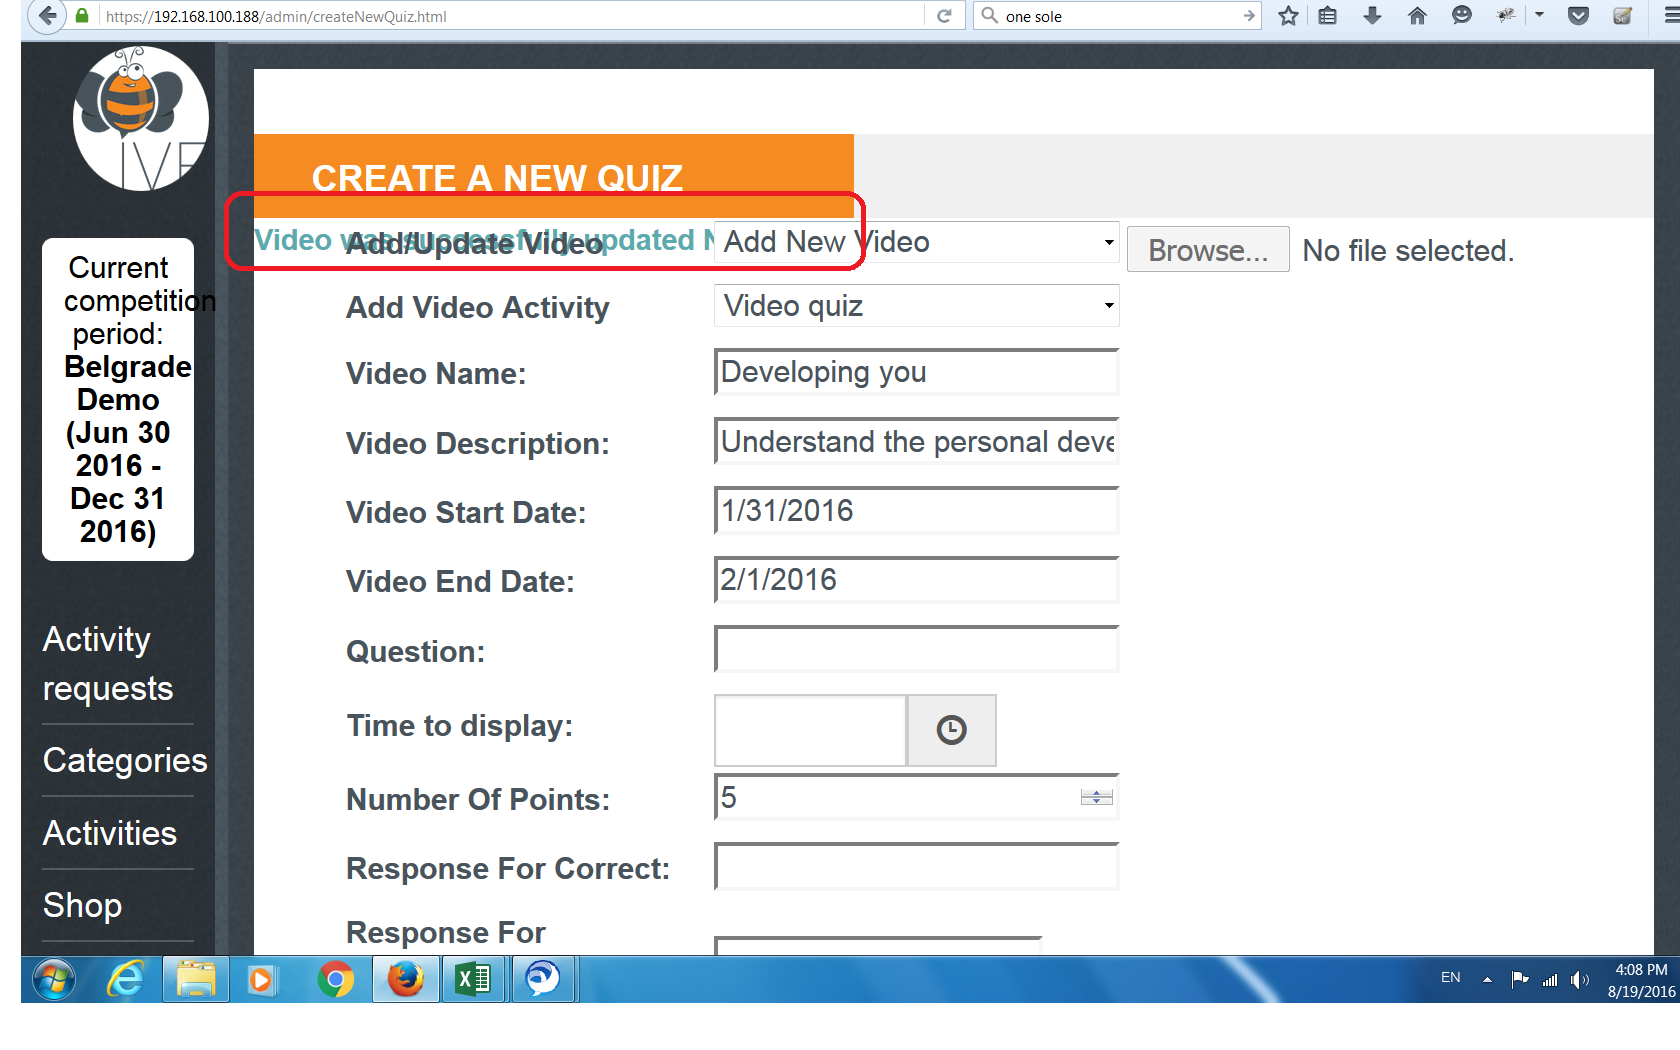 https://192.168.100.188/admin/createNewQuiz.html
one sole
IVE
Current
competition
period:
Belgrade
Demo
(Jun 30
2016 -
Dec 31
2016)
Activity
requests
Categories
Activities
Shop
CREATE A NEW QUIZ
Video was successfully updated
Add/Update Video
Add New Video
Browse...
No file selected.
Add Video Activity
Video quiz
Video Name:
Developing you
Video Description:
Understand the personal deve
Video Start Date:
1/31/2016
Video End Date:
2/1/2016
Question:
Time to display:
Number Of Points:
5
Response For Correct:
Response For
EN
4:08 PM
8/19/2016